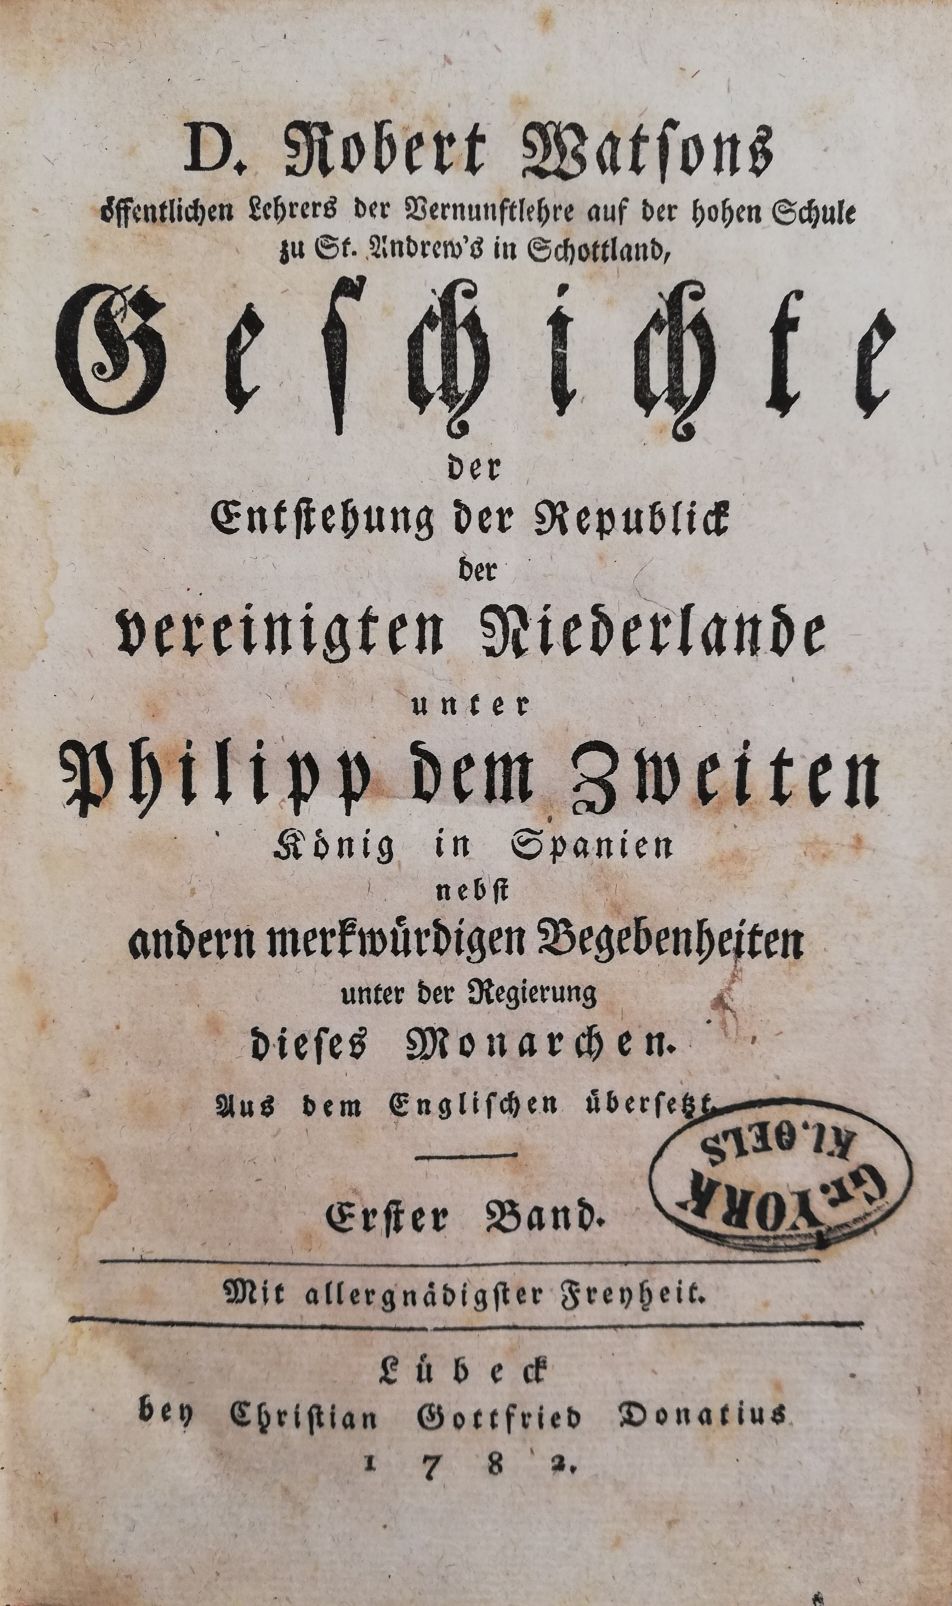 D. Robert Watſons
öffentlichen Lehrers der Vernunftlehre auf der hohen Schule
zu St. Andrew's in Schottland,
Geſchichte
der
Entſtehung der Republick
der
vereinigten Niederlande
unter
Philipp dem Zweiten
König in Spanien
nebſt
andern merkwürdigen Begebenheiten
unter der Regierung
dieſes Monarchen.
Aus dem Engliſchen überſetzt.
Gr. YORK
Kl. OELS
Erſter Band.
Mit allergnädigſter Freyheit.
Lübeck
bey Chriſtian Gottfried Donatius
1782.